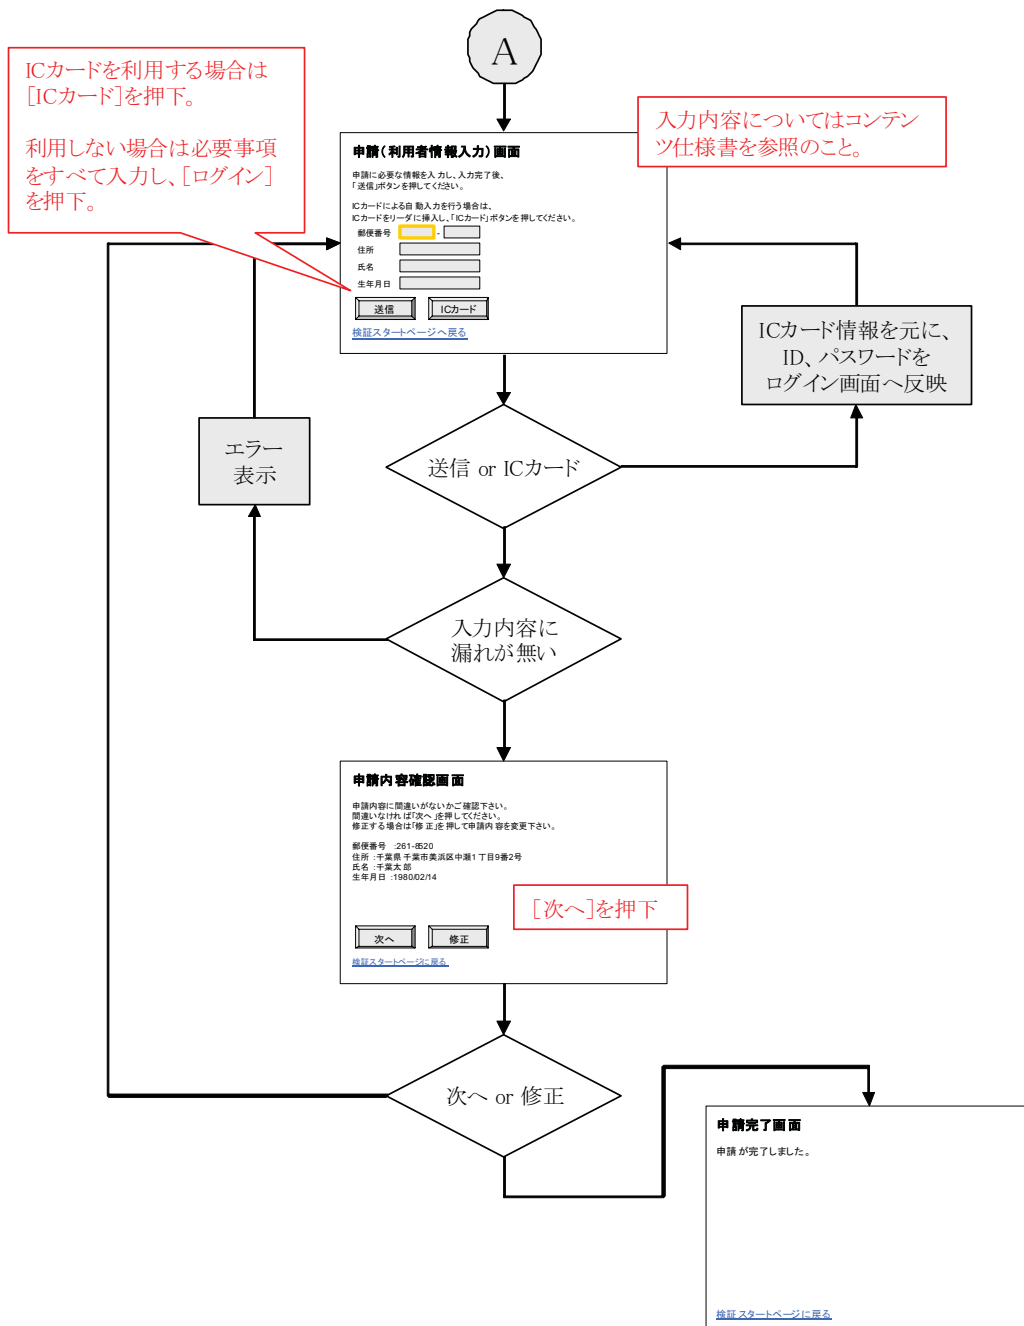 A
ICカードを利用する場合は
［ICカード］を押下。
利用しない場合は必要事項
をすべて入力し、［ログイン］
を押下。
入力内容についてはコンテン
ツ仕様書を参照のこと。
申請（利用者情報入力）画面
申請に必要な情報を入力し、入力完了後、
「送信」ボタンを押してください。
ICカードによる自動入力を行う場合は、
ICカードをリーダに挿入し、「ICカード」ボタンを押してください。
郵便番号 -
住所
氏名
生年月日
送信 ICカード
検証スタートページへ戻る
ICカード情報を元に、
ID、パスワードを
ログイン画面へ反映
エラー
表示
送信 or ICカード
入力内容に
漏れが無い
申請内容確認画面
申請内容に間違いがないかご確認下さい。
間違いなければ「次へ」を押してください。
修正する場合は「修正」を押して申請内容を変更下さい。
郵便番号 :261-8520
住所 :千葉県千葉市美浜区中瀬1丁目9番2号
氏名 :千葉太郎
生年月日 :1980/02/14
［次へ］を押下
次へ 修正
検証スタートページに戻る
次へ or 修正
申請完了画面
申請が完了しました。
検証スタートページに戻る